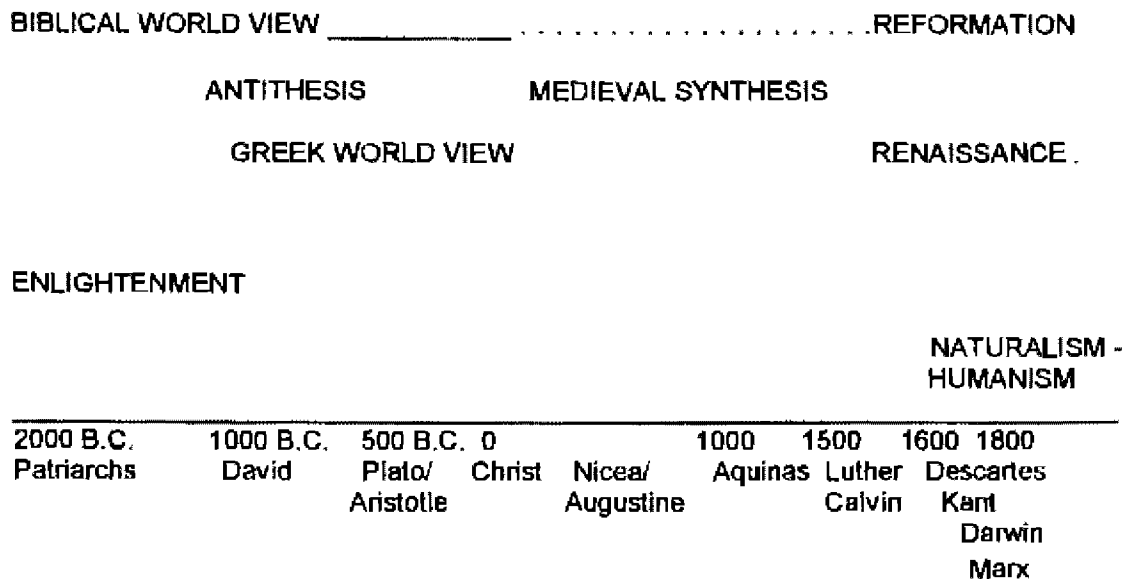 BIBLICAL WORLD VIEW ____________ . . . . . . . . . . . . . . . . . . . . . .REFORMATION
ANTITHESIS MEDIEVAL SYNTHESIS
GREEK WORLD VIEW RENAISSANCE .
ENLIGHTENMENT
NATURALISM -
HUMANISM
2000 B.C. 1000 B.C. 500 B.C. 0 1000 1500 1600 1800
Patriarchs David Plato/ Christ Nicea/ Aquinas Luther Descartes
Aristotle Augustine Calvin Kant
Darwin
Marx